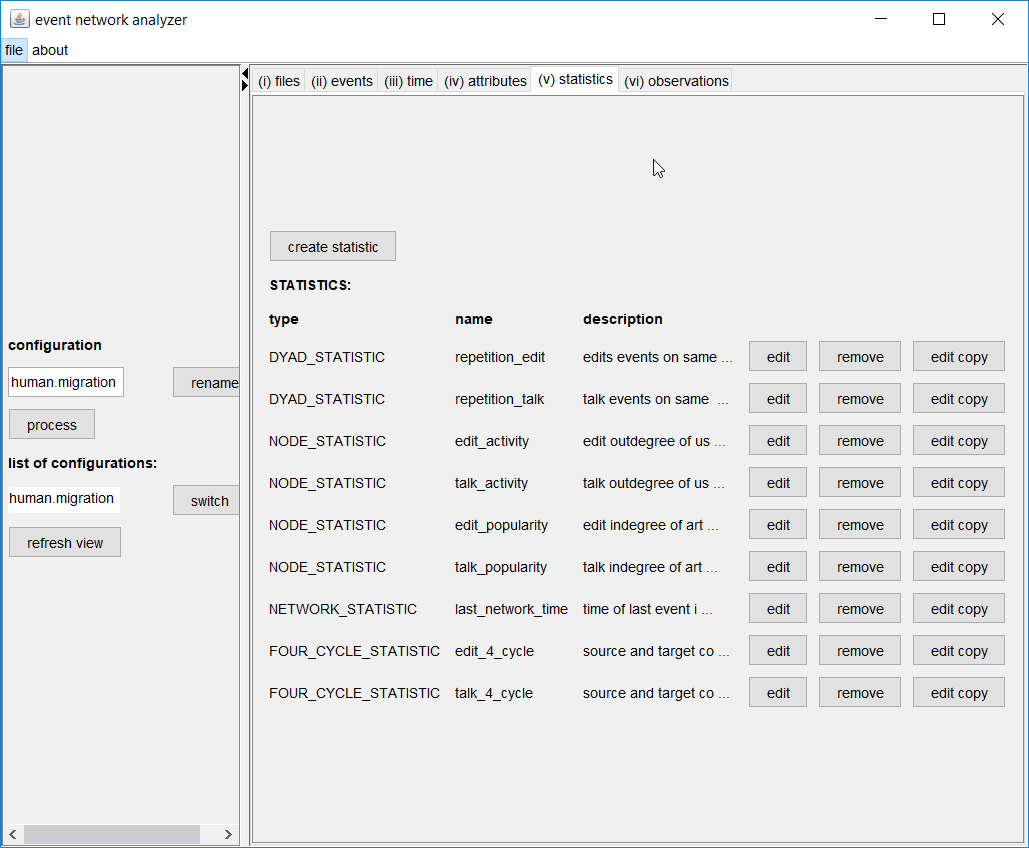 event network analyzer
file about
(i) files (ii) events (iii) time (iv) attributes (v) statistics (vi) observations
configuration
human.migration rename
process
list of configurations:
human.migration switch
refresh view
create statistic
STATISTICS:
type name description
DYAD_STATISTIC repetition_edit edits events on same ... edit remove edit copy
DYAD_STATISTIC repetition_talk talk events on same ... edit remove edit copy
NODE_STATISTIC edit_activity edit outdegree of us ... edit remove edit copy
NODE_STATISTIC talk_activity talk outdegree of us ... edit remove edit copy
NODE_STATISTIC edit_popularity edit indegree of art ... edit remove edit copy
NODE_STATISTIC talk_popularity talk indegree of art ... edit remove edit copy
NETWORK_STATISTIC last_network_time time of last event i ... edit remove edit copy
FOUR_CYCLE_STATISTIC edit_4_cycle source and target co ... edit remove edit copy
FOUR_CYCLE_STATISTIC talk_4_cycle source and target co ... edit remove edit copy